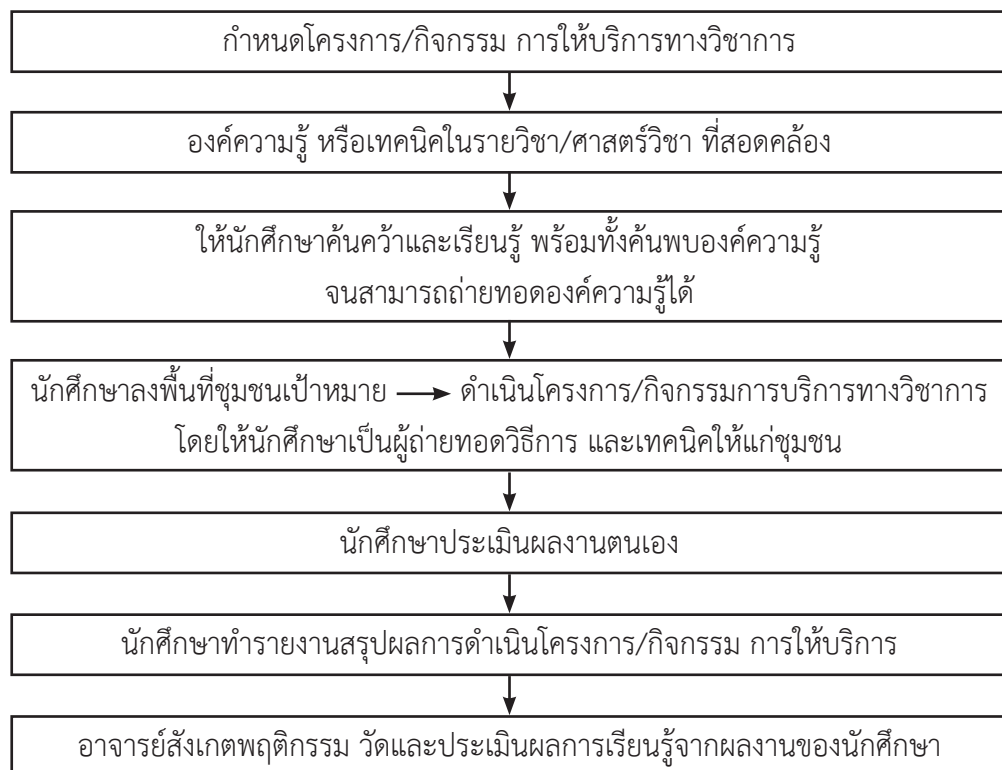 กำหนดโครงการ/กิจกรรม การให้บริการทางวิชาการ
องค์ความรู้ หรือเทคนิคในรายวิชา/ศาสตร์วิชา ที่สอดคล้อง
ให้นักศึกษาค้นคว้าและเรียนรู้ พร้อมทั้งค้นพบองค์ความรู้
จนสามารถถ่ายทอดองค์ความรู้ได้
นักศึกษาลงพื้นที่ชุมชนเป้าหมาย → ดำเนินโครงการ/กิจกรรมการบริการทางวิชาการ
โดยให้นักศึกษาเป็นผู้ถ่ายทอดวิธีการ และเทคนิคให้แก่ชุมชน
นักศึกษาประเมินผลงานตนเอง
นักศึกษาทำรายงานสรุปผลการดำเนินโครงการ/กิจกรรม การให้บริการ
อาจารย์สังเกตพฤติกรรม วัดและประเมินผลการเรียนรู้จากผลงานของนักศึกษา